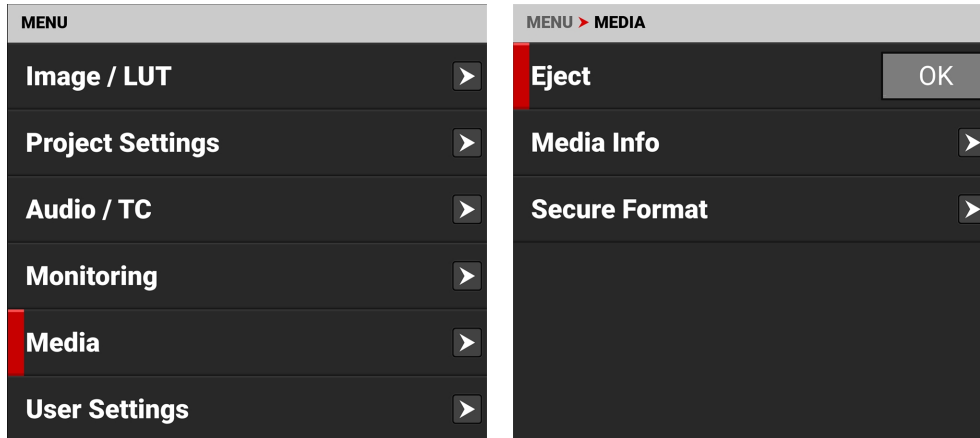 MENU
Image / LUT
Project Settings
Audio / TC
Monitoring
Media
User Settings
MENU > MEDIA
Eject OK
Media Info
Secure Format